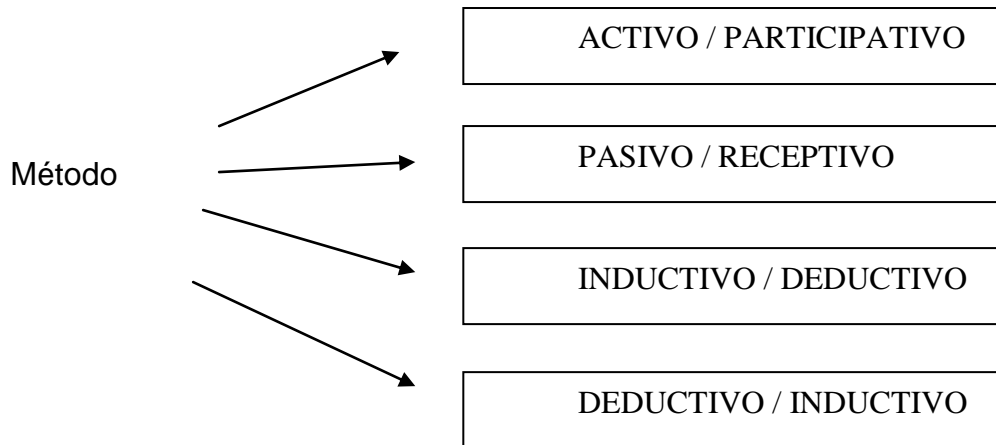 ACTIVO / PARTICIPATIVO
PASIVO / RECEPTIVO
Método
INDUCTIVO / DEDUCTIVO
DEDUCTIVO / INDUCTIVO